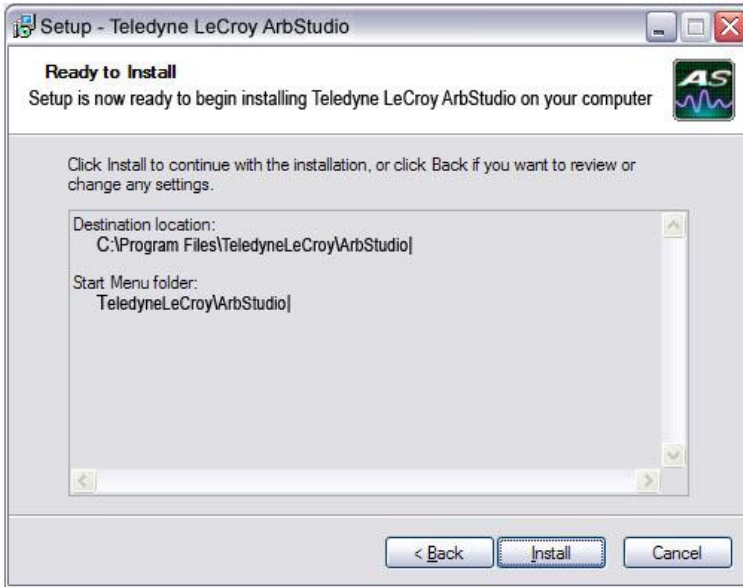 Setup - Teledyne LeCroy ArbStudio
Ready to Install
Setup is now ready to begin installing Teledyne LeCroy ArbStudio on your computer
AS
Click Install to continue with the installation, or click Back if you want to review or
change any settings.
Destination location:
C:\Program Files\TeledyneLeCroy\ArbStudio|
Start Menu folder:
TeledyneLeCroy\ArbStudio|
< Back
Install
Cancel